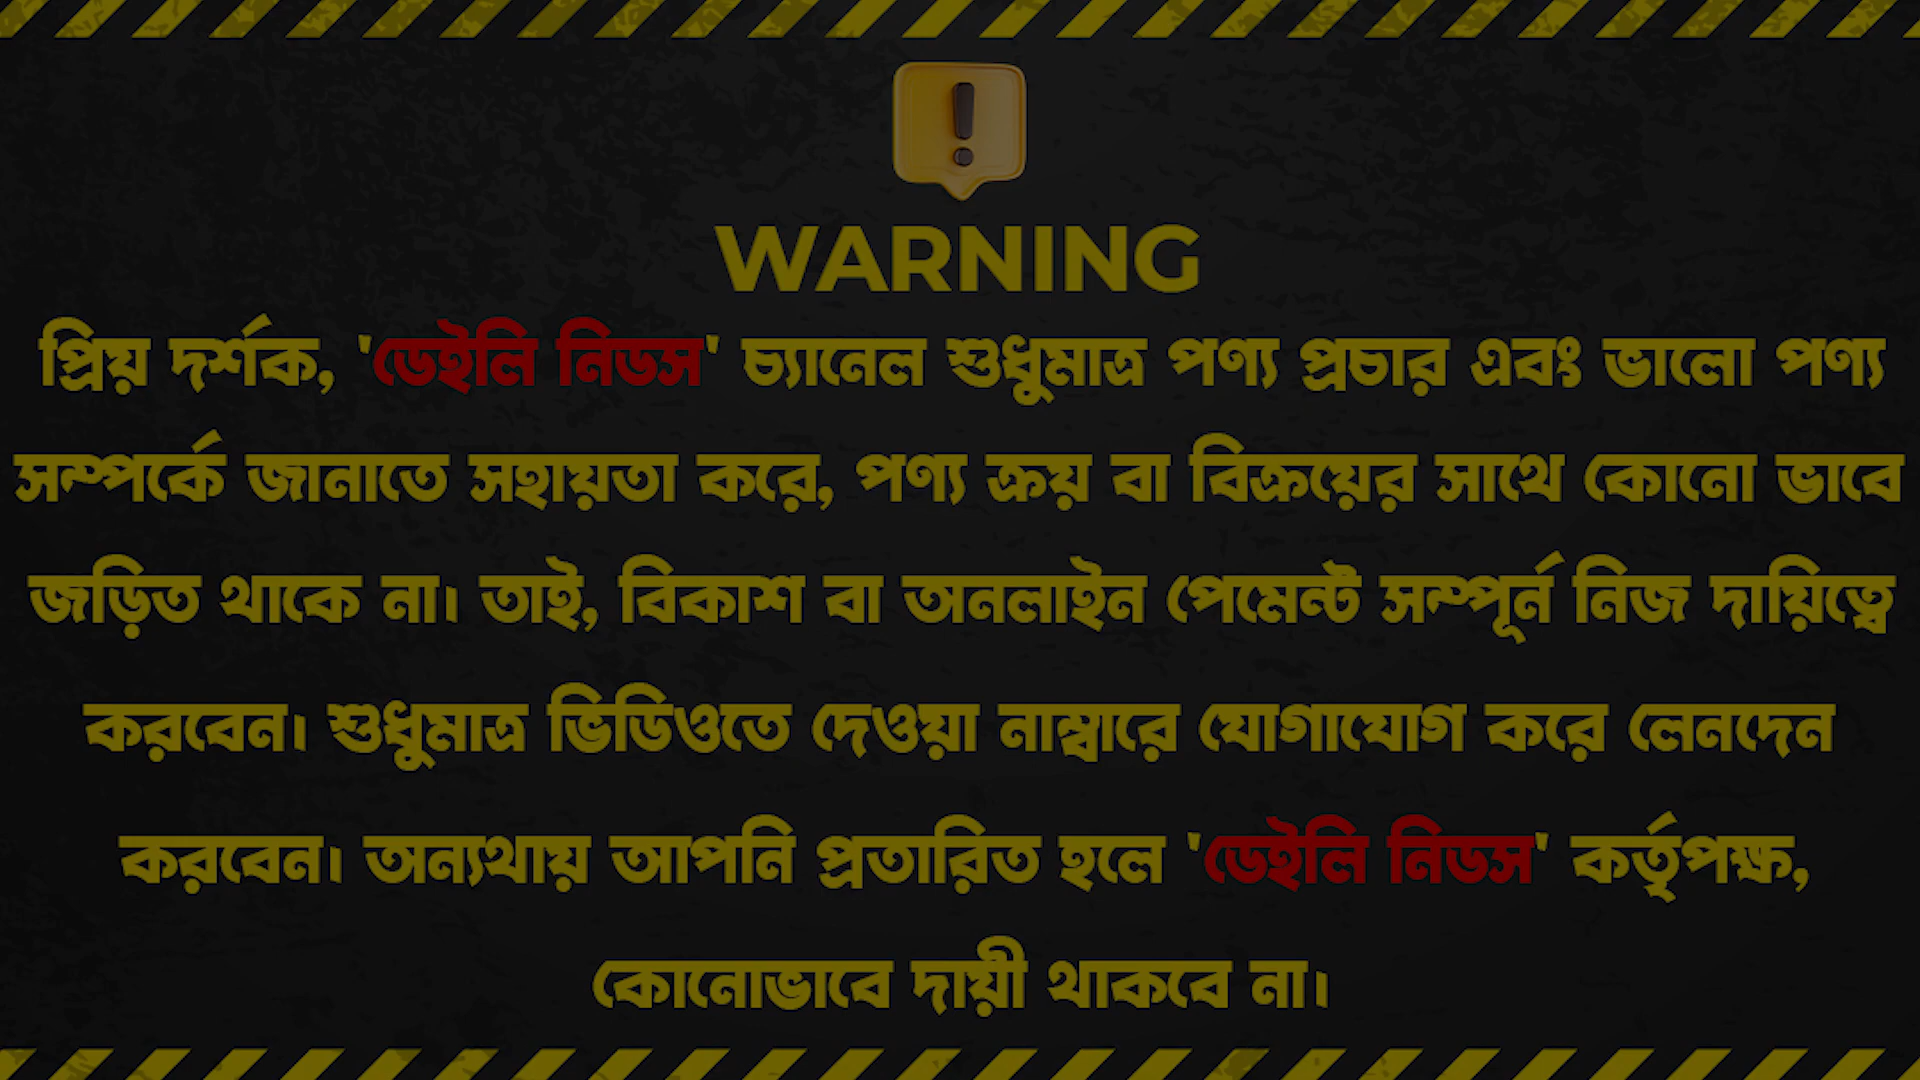 WARNING
প্রিয় দর্শক, 'ডেইলি নিডস' চ্যানেল শুধুমাত্র পণ্য প্রচার এবং ভালো পণ্য
সম্পর্কে জানাতে সহায়তা করে, পণ্য ক্রয় বা বিক্রয়ের সাথে কোনো ভাবে
জড়িত থাকে না। তাই, বিকাশ বা অনলাইন পেমেন্ট সম্পূর্ন নিজ দায়িত্বে
করবেন। শুধুমাত্র ভিডিওতে দেওয়া নাম্বারে যোগাযোগ করে লেনদেন
করবেন। অন্যথায় আপনি প্রতারিত হলে 'ডেইলি নিডস' কর্তৃপক্ষ,
কোনোভাবে দায়ী থাকবে না।